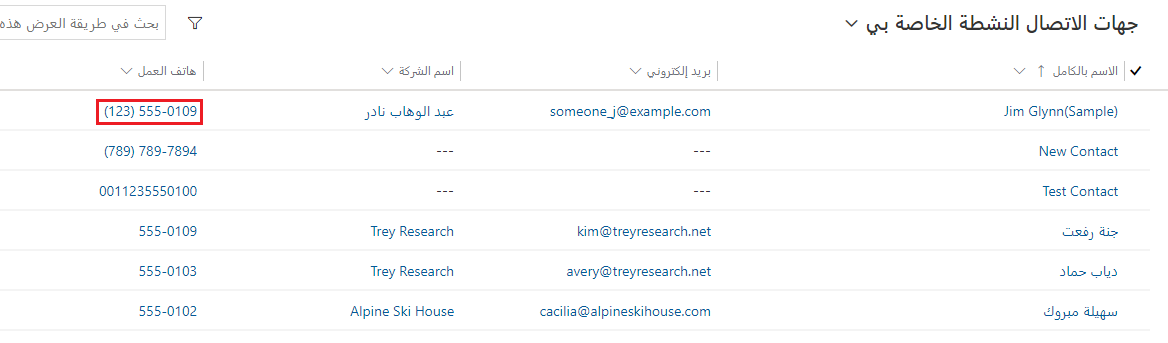 جهات الاتصال النشطة الخاصة بي
بحث في طريقة العرض هذه
الاسم بالكامل ↑ بريد إلكتروني اسم الشركة هاتف العمل
Jim Glynn(Sample) someone_j@example.com عبد الوهاب نادر (123) 555-0109
New Contact --- --- (789) 789-7894
Test Contact --- --- 0011235550100
جنة رفعت kim@treyresearch.net Trey Research 555-0109
دياب حماد avery@treyresearch.net Trey Research 555-0103
سهيلة مبروك cacilia@alpineskihouse.com Alpine Ski House 555-0102